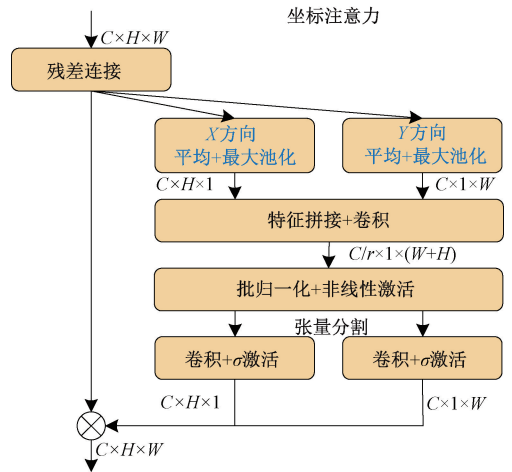 坐标注意力
C×H×W
残差连接
X方向
平均+最大池化
Y方向
平均+最大池化
C×H×1
C×1×W
特征拼接+卷积
C/r×1×(W+H)
批归一化+非线性激活
张量分割
卷积+σ激活
卷积+σ激活
C×H×1
C×1×W
C×H×W